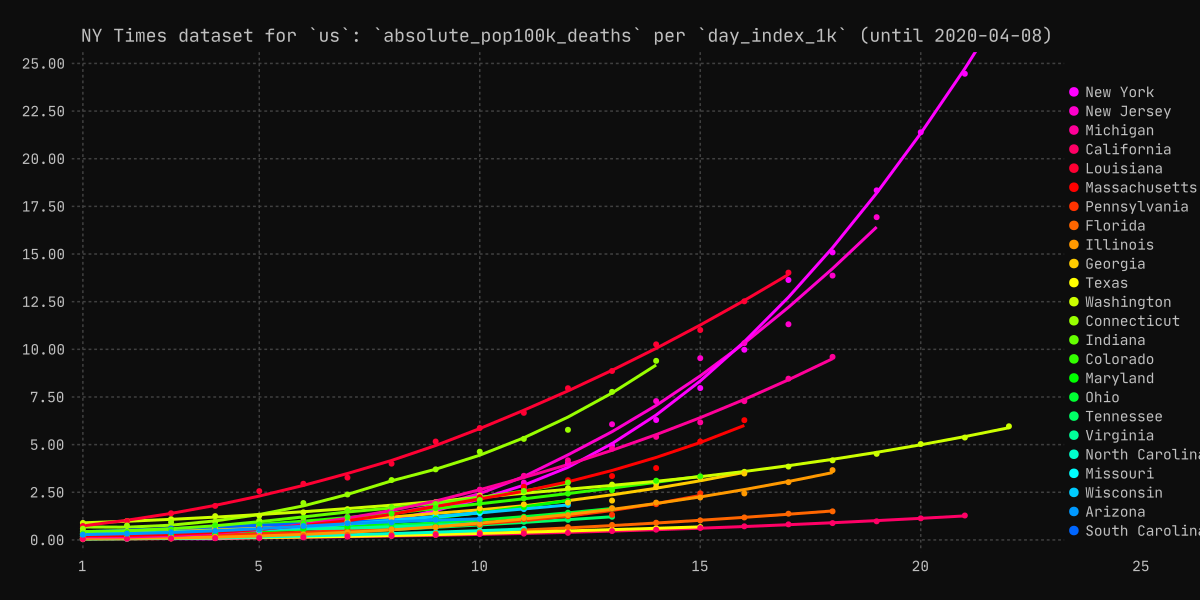 NY Times dataset for `us`: `absolute_pop100k_deaths` per `day_index_1k` (until 2020-04-08)
25.00
22.50
20.00
17.50
15.00
12.50
10.00
7.50
5.00
2.50
0.00
1
5
10
15
20
25
New York
New Jersey
Michigan
California
Louisiana
Massachusetts
Pennsylvania
Florida
Illinois
Georgia
Texas
Washington
Connecticut
Indiana
Colorado
Maryland
Ohio
Tennessee
Virginia
North Carolina
Missouri
Wisconsin
Arizona
South Carolina